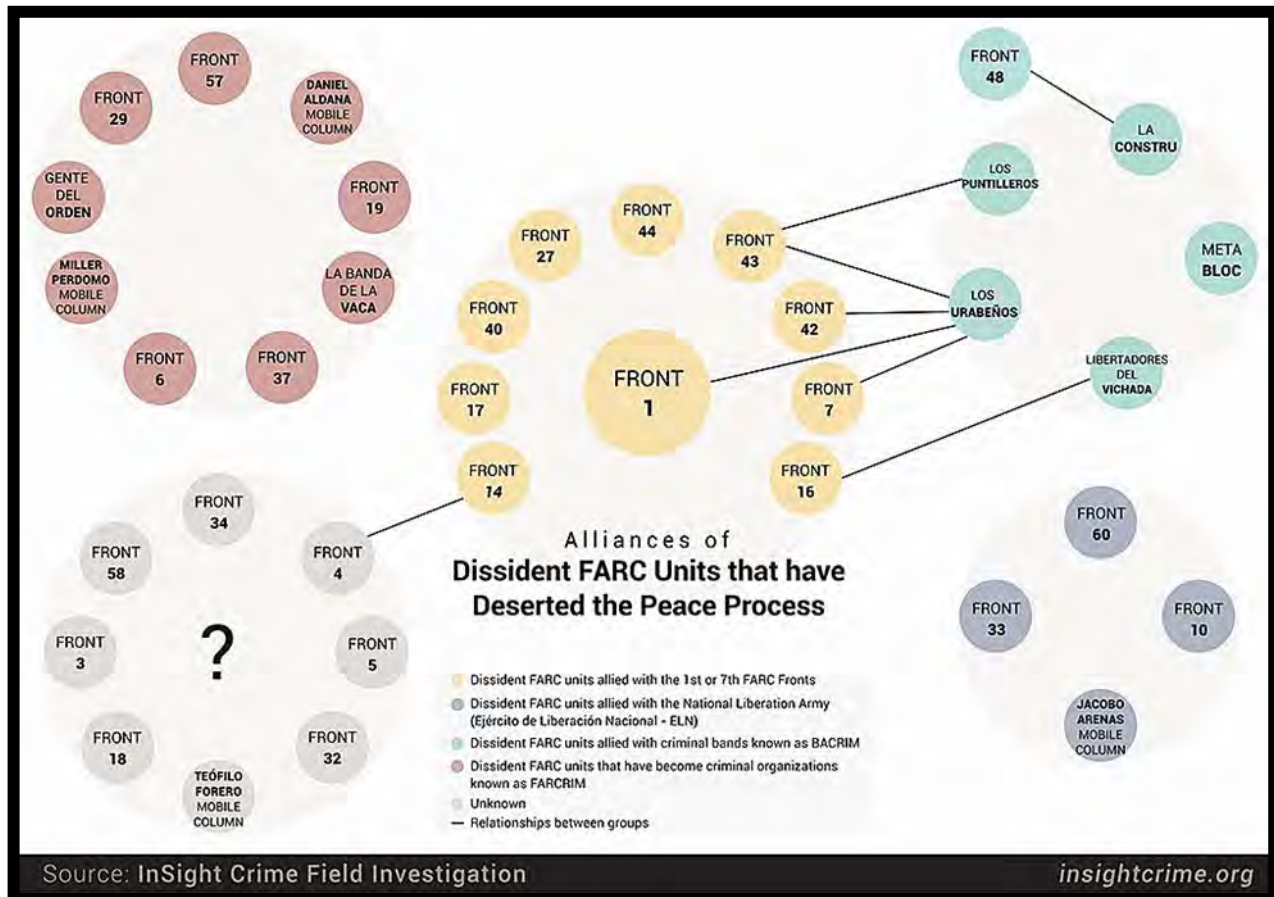 FRONT
57
FRONT
29
DANIEL
ALDANA
MOBILE
COLUMN
GENTE
DEL
ORDEN
FRONT
19
MILLER
PERDOMO
MOBILE
COLUMN
LA BANDA
DE LA
VACA
FRONT
6
FRONT
37
FRONT
44
FRONT
27
FRONT
43
FRONT
40
FRONT
42
FRONT
1
FRONT
17
FRONT
7
FRONT
14
FRONT
16
FRONT
48
LA
CONSTRU
LOS
PUNTILLEROS
META
BLOC
LOS
URABEÑOS
LIBERTADORES
DEL
VICHADA
FRONT
34
FRONT
58
FRONT
4
FRONT
3
?
FRONT
5
FRONT
18
FRONT
32
TEÓFILO
FORERO
MOBILE
COLUMN
Alliances of
Dissident FARC Units that have
Deserted the Peace Process
Dissident FARC units allied with the 1st or 7th FARC Fronts
Dissident FARC units allied with the National Liberation Army
(Ejército de Liberación Nacional - ELN)
Dissident FARC units allied with criminal bands known as BACRIM
Dissident FARC units that have become criminal organizations
known as FARCRIM
Unknown
Relationships between groups
FRONT
60
FRONT
33
FRONT
10
JACOBO
ARENAS
MOBILE
COLUMN
Source: InSight Crime Field Investigation
insightcrime.org